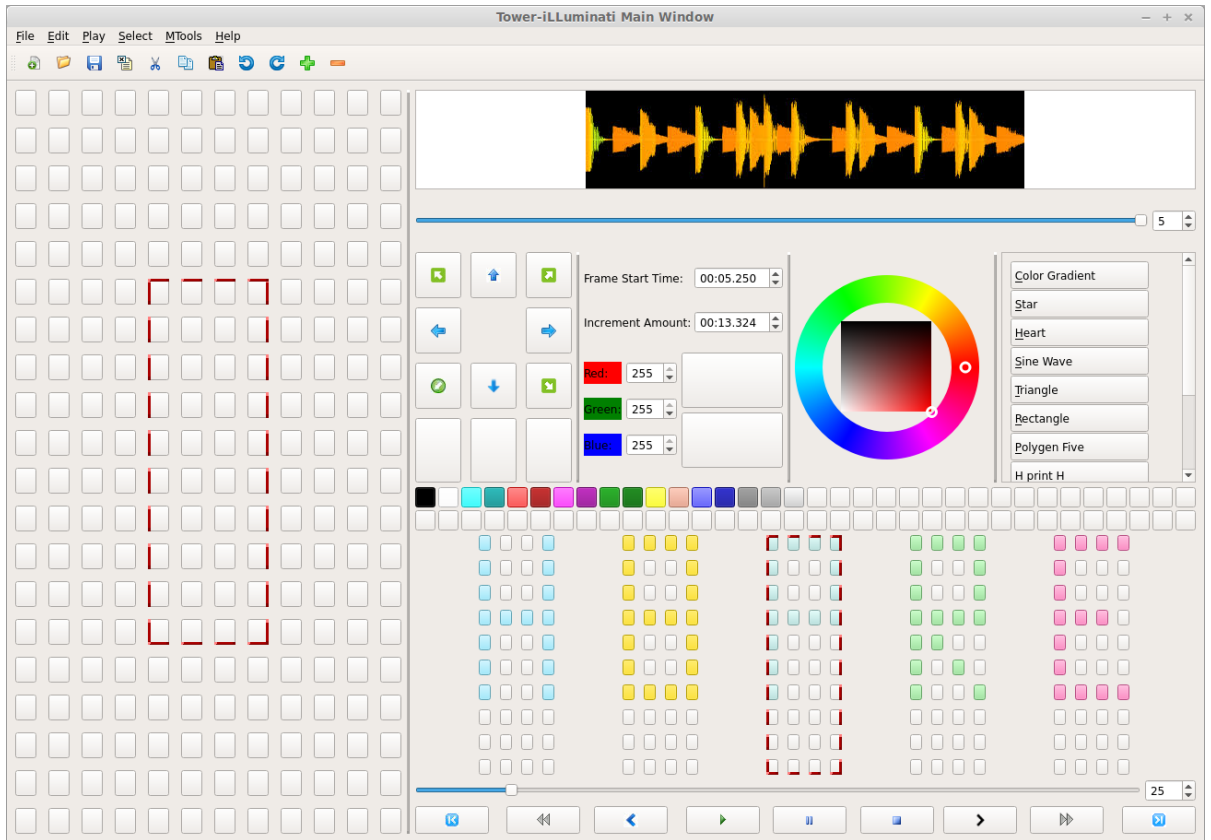 Tower-iLLuminati Main Window
File Edit Play Select MTools Help
5
Frame Start Time: 00:05.250
Increment Amount: 00:13.324
Red: 255
Green: 255
Blue: 255
Color Gradient
Star
Heart
Sine Wave
Triangle
Rectangle
Polygen Five
H print H
25